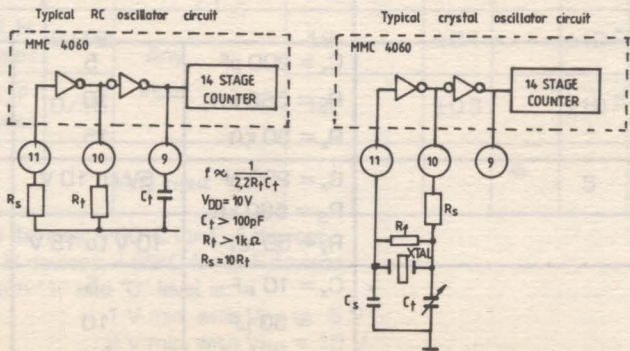 Typical RC oscillator circuit
MMC 4060
14 STAGE
COUNTER
11
10
9
Rs
Rt
Ct
f ≈ 1/2,2RtCt
VDD= 10V
Ct > 100pF
Rt > 1kΩ
Rs = 10Rt
Typical crystal oscillator circuit
MMC 4060
14 STAGE
COUNTER
11
10
9
Rs
Rf
XTAL
Cs
Ct